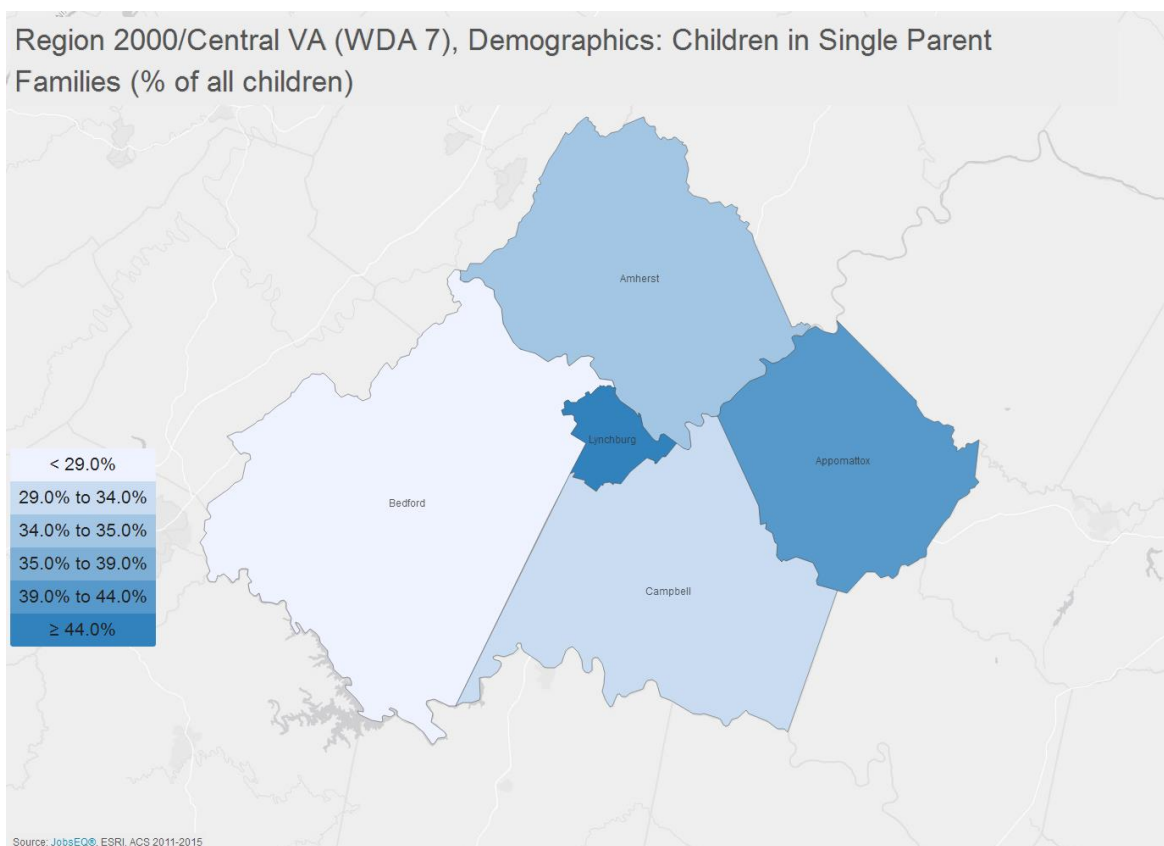 Region 2000/Central VA (WDA 7), Demographics: Children in Single Parent
Families (% of all children)
Amherst
Lynchburg
Appomattox
< 29.0%
29.0% to 34.0%
34.0% to 35.0%
35.0% to 39.0%
39.0% to 44.0%
≥ 44.0%
Bedford
Campbell
Source: JobsEQ®, ESRI, ACS 2011-2015